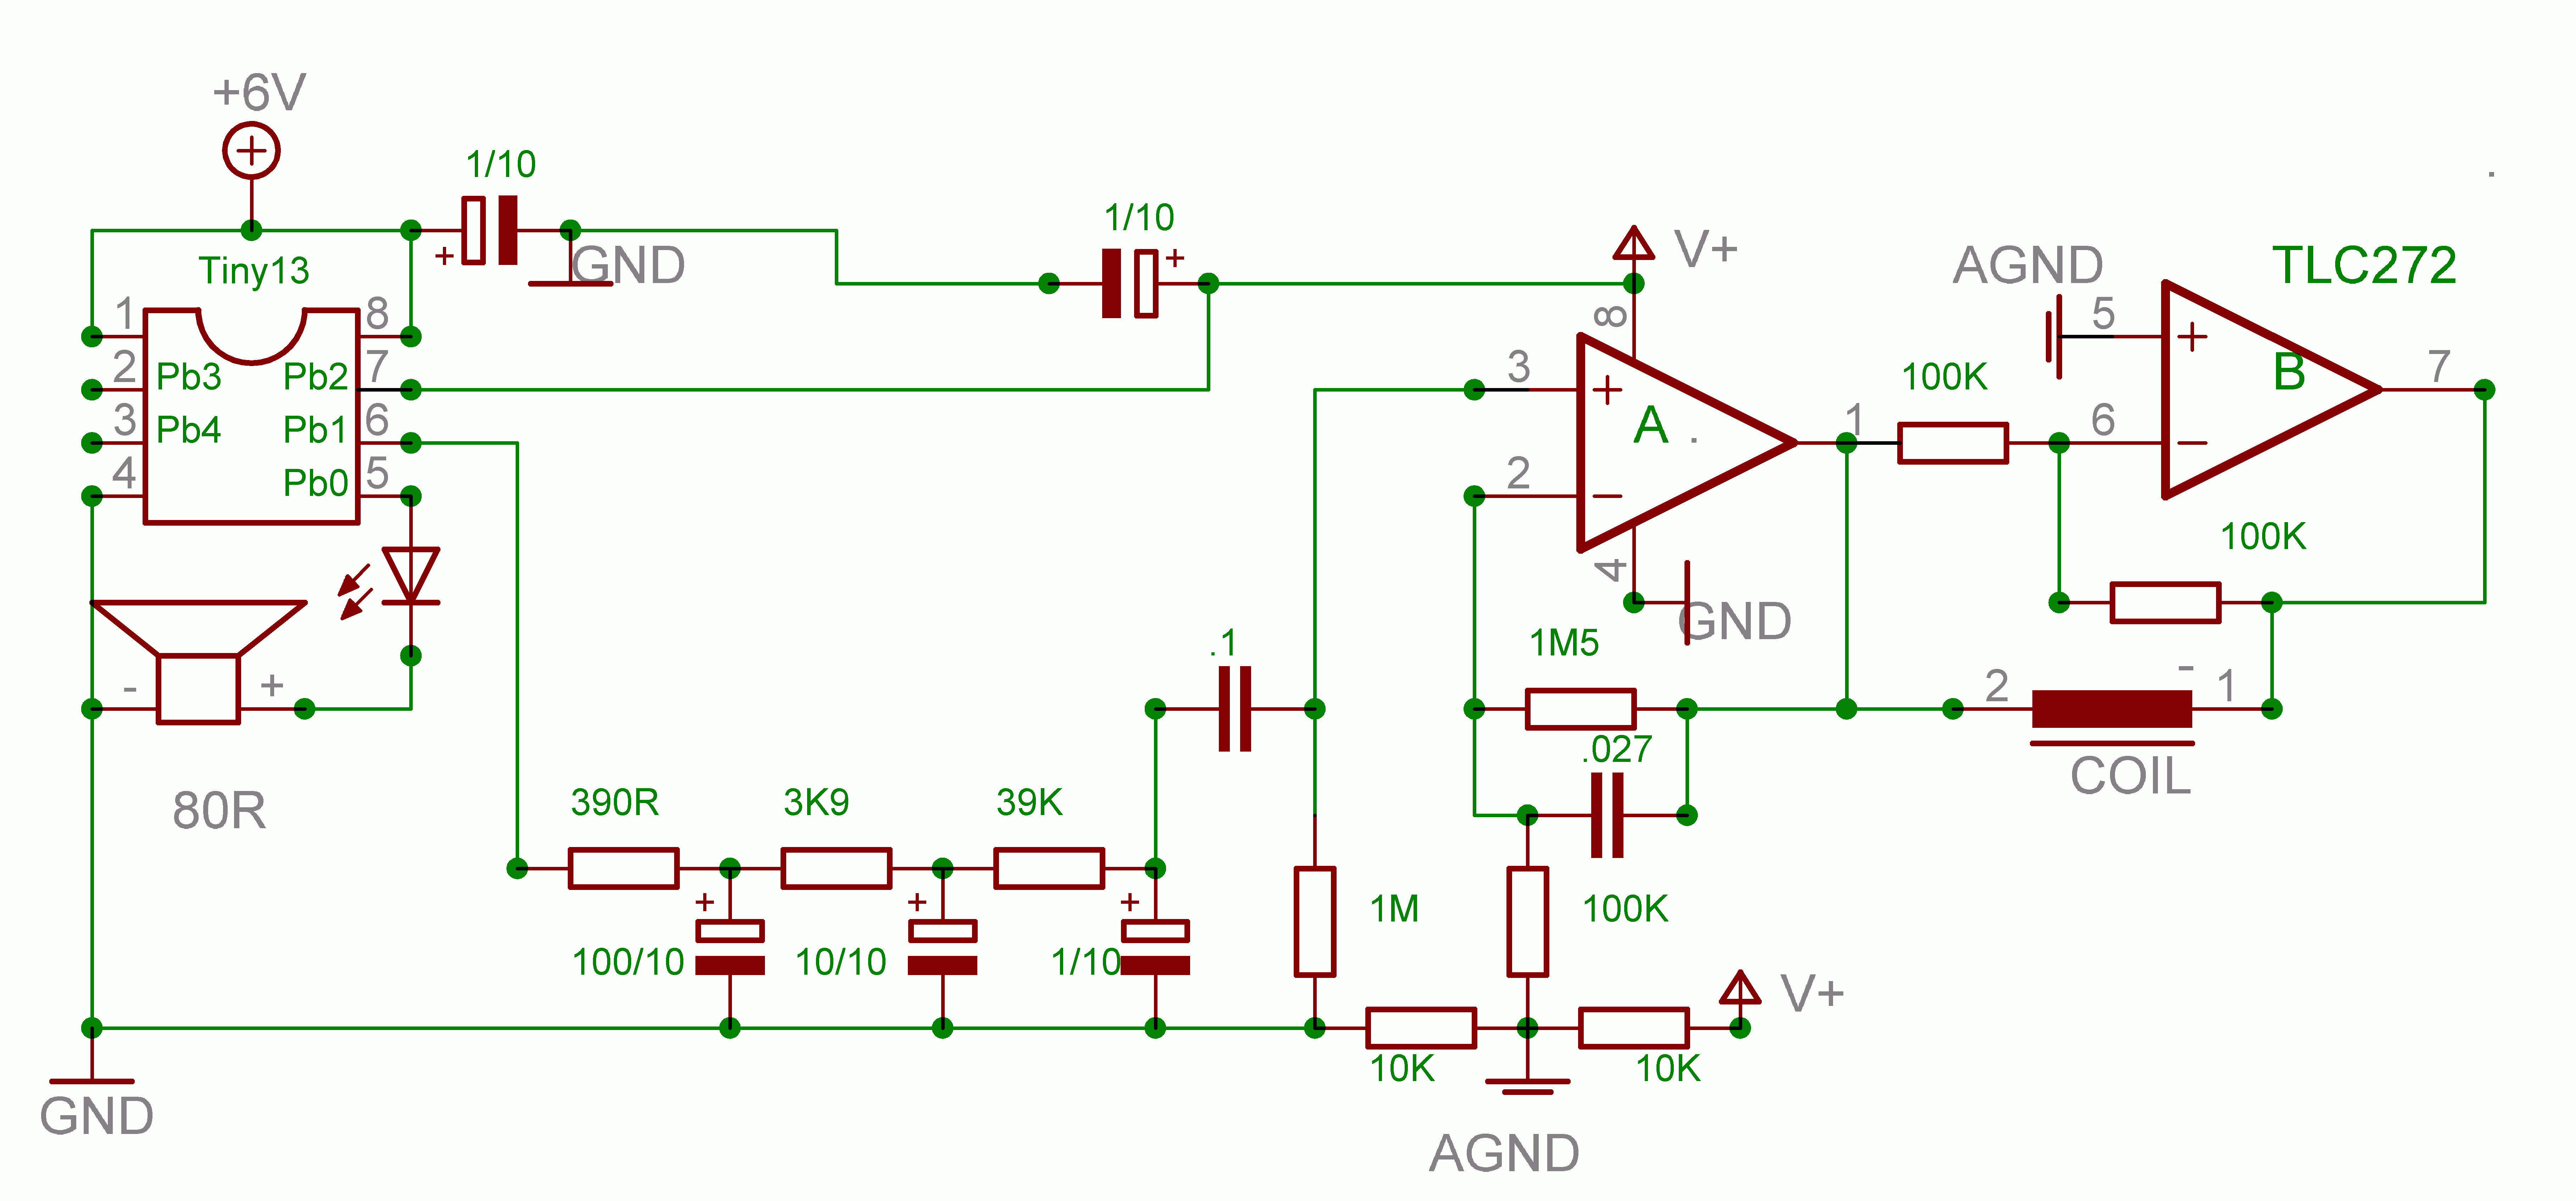 +6V
1/10
1/10
V+
AGND
TLC272
GND
Tiny13
1
8
2
Pb3
Pb2
7
3
Pb4
Pb1
6
4
Pb0
5
8
3
+
A .
2
−
4
GND
1
100K
5
+
B
6
−
7
100K
+
+
.1
1M5
.027
2
-
1
COIL
-
+
80R
390R
3K9
39K
+
+
+
100/10
10/10
1/10
1M
100K
V+
10K
10K
GND
AGND